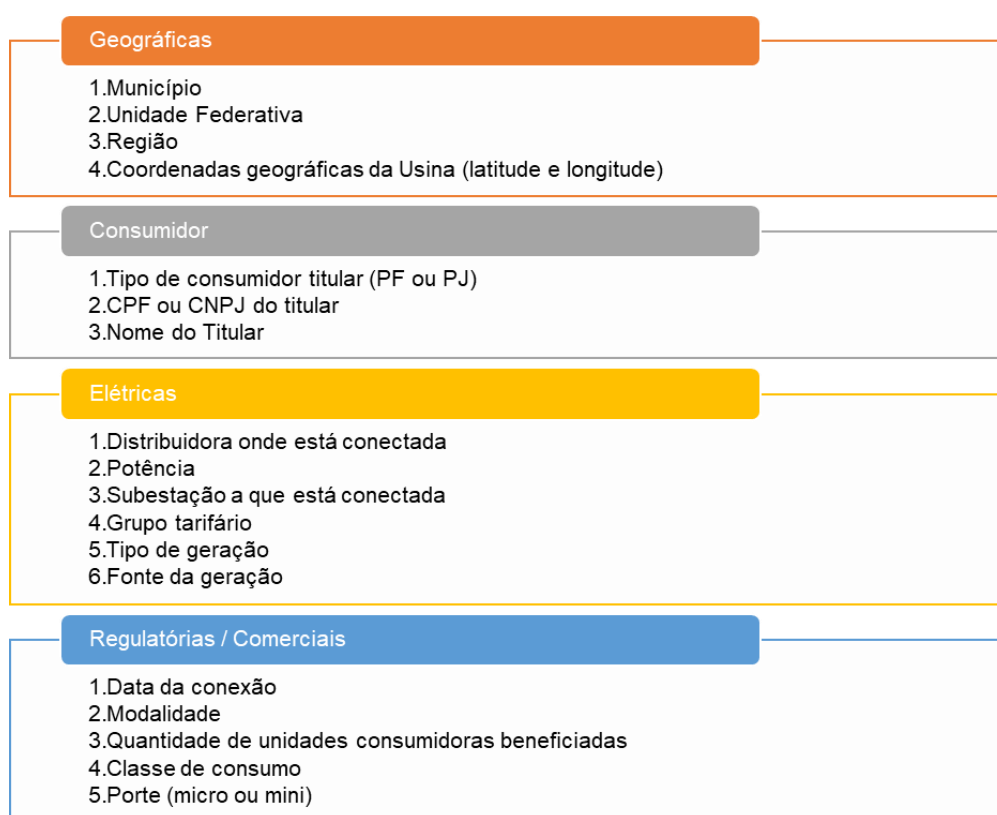 Geográficas
1.Município
2.Unidade Federativa
3.Região
4.Coordenadas geográficas da Usina (latitude e longitude)
Consumidor
1.Tipo de consumidor titular (PF ou PJ)
2.CPF ou CNPJ do titular
3.Nome do Titular
Elétricas
1.Distribuidora onde está conectada
2.Potência
3.Subestação a que está conectada
4.Grupo tarifário
5.Tipo de geração
6.Fonte da geração
Regulatórias / Comerciais
1.Data da conexão
2.Modalidade
3.Quantidade de unidades consumidoras beneficiadas
4.Classe de consumo
5.Porte (micro ou mini)